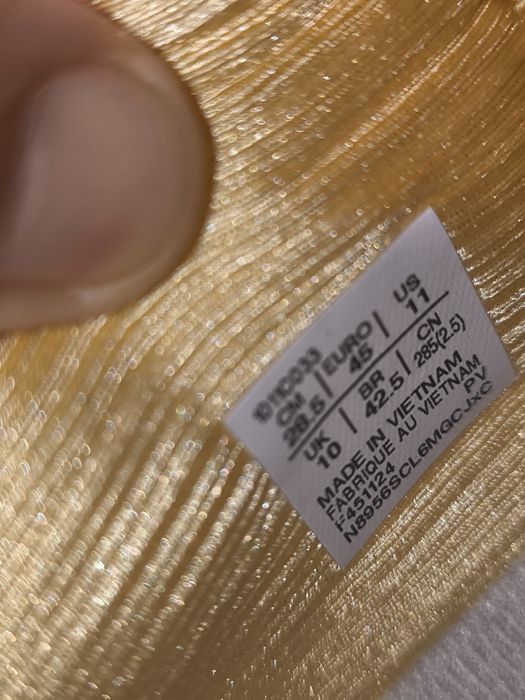 1011C033
CM | EURO | US
28.5 45 11
UK | BR | CN
10 42.5 285(2.5)
MADE IN VIETNAM
FABRIQUE AU VIETNAM
F451124 PV
N8956SCL6MGCJXC